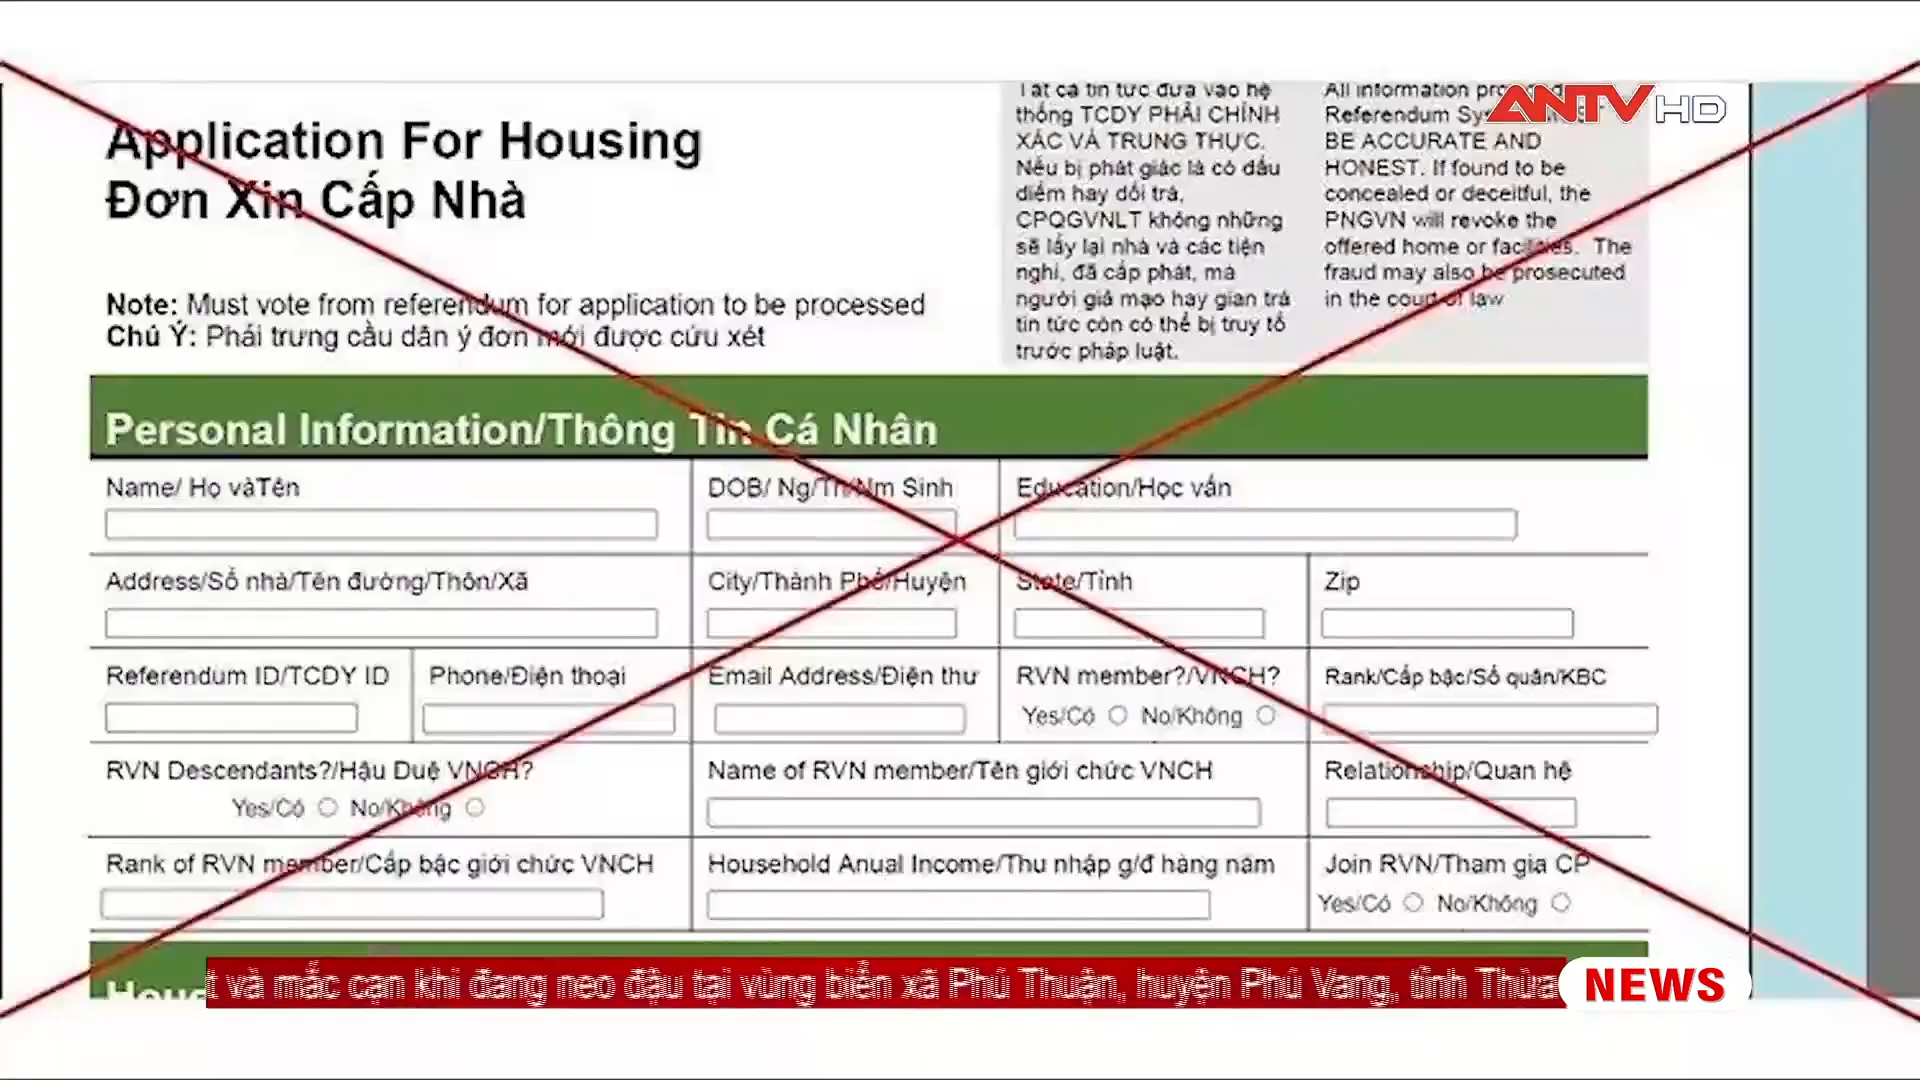 Application For Housing
Đơn Xin Cấp Nhà
Note: Must vote from referendum for application to be processed
Chú Ý: Phải trưng cầu dân ý đơn mới được cứu xét
Tất cả tin tức đưa vào hệ
thống TCDY PHẢI CHÍNH
XÁC VÀ TRUNG THỰC.
Nếu bị phát giác là có dấu
diếm hay dối trá,
CPQGVNLT không những
sẽ lấy lại nhà và các tiện
nghi, đã cấp phát, mà
người giả mạo hay gian trá
tin tức còn có thể bị truy tố
trước pháp luật.
All information
Referendum
BE ACCURATE AND
HONEST. If found to be
concealed or deceitful, the
PNGVN will revoke the
offered home or facilities. The
fraud may also be prosecuted
in the court of law
ANTV HD
Personal Information/Thông Tin Cá Nhân
Name/ Họ vàTên
DOB/ Ng/Th/Nm Sinh
Education/Học vấn
Address/Số nhà/Tên đường/Thôn/Xã
City/Thành Phố/Huyện
State/Tỉnh
Zip
Referendum ID/TCDY ID
Phone/Điện thoại
Email Address/Điện thư
RVN member?/VNCH?
Yes/Có No/Không
Rank/Cấp bậc/Số quân/KBC
RVN Descendants?/Hậu Duệ VNCH?
Yes/Có No/Không
Name of RVN member/Tên giới chức VNCH
Relationship/Quan hệ
Rank of RVN member/Cấp bậc giới chức VNCH
Household Anual Income/Thu nhập g/đ hàng năm
Join RVN/Tham gia CP
Yes/Có No/Không
t và mắc cạn khi đang neo đậu tại vùng biển xã Phú Thuận, huyện Phú Vang, tỉnh Thừa
NEWS